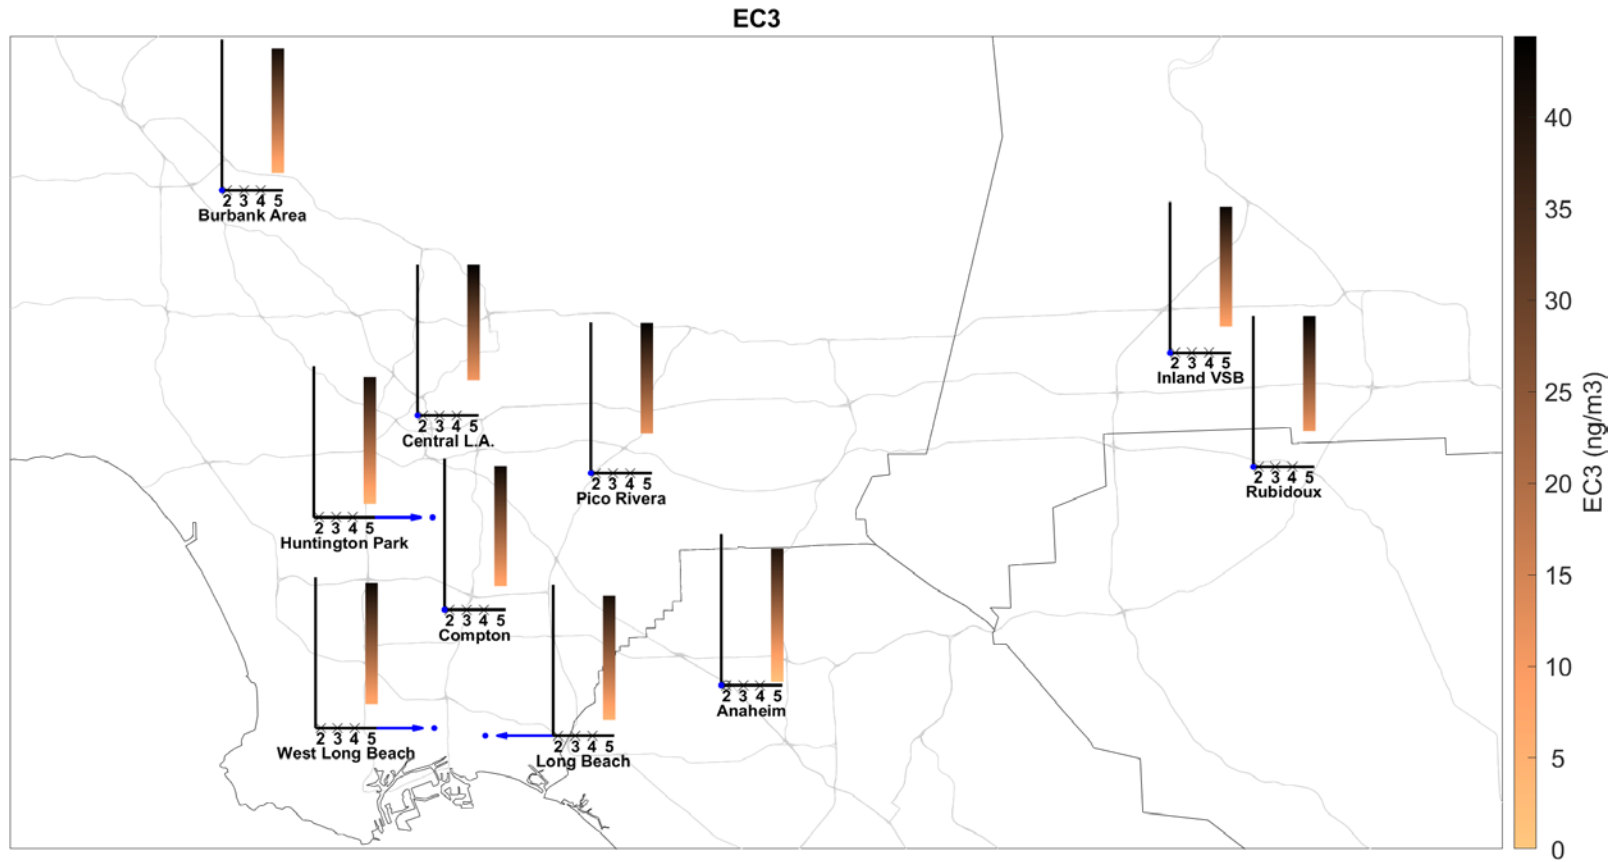 EC3
2 3 4 5
Burbank Area
2 3 4 5
Central L.A.
2 3 4 5
Pico Rivera
2 3 4 5
Inland VSB
2 3 4 5
Rubidoux
2 3 4 5
Huntington Park
2 3 4 5
Compton
2 3 4 5
West Long Beach
2 3 4 5
Long Beach
2 3 4 5
Anaheim
40
35
30
25
20
15
10
5
0
EC3 (ng/m3)